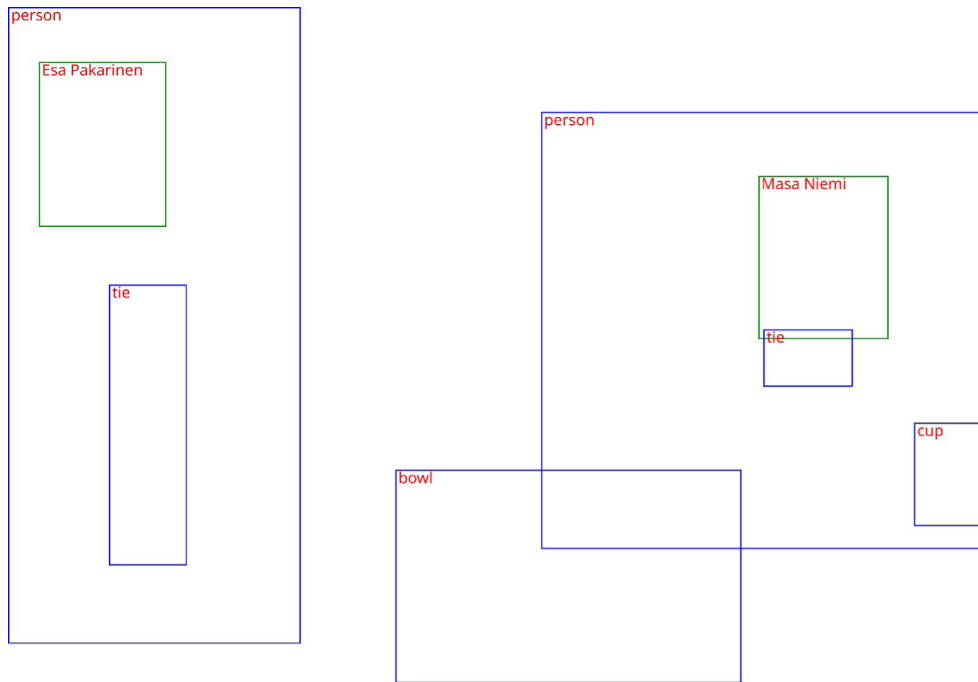 person
Esa Pakarinen
person
Masa Niemi
tie
tie
cup
bowl